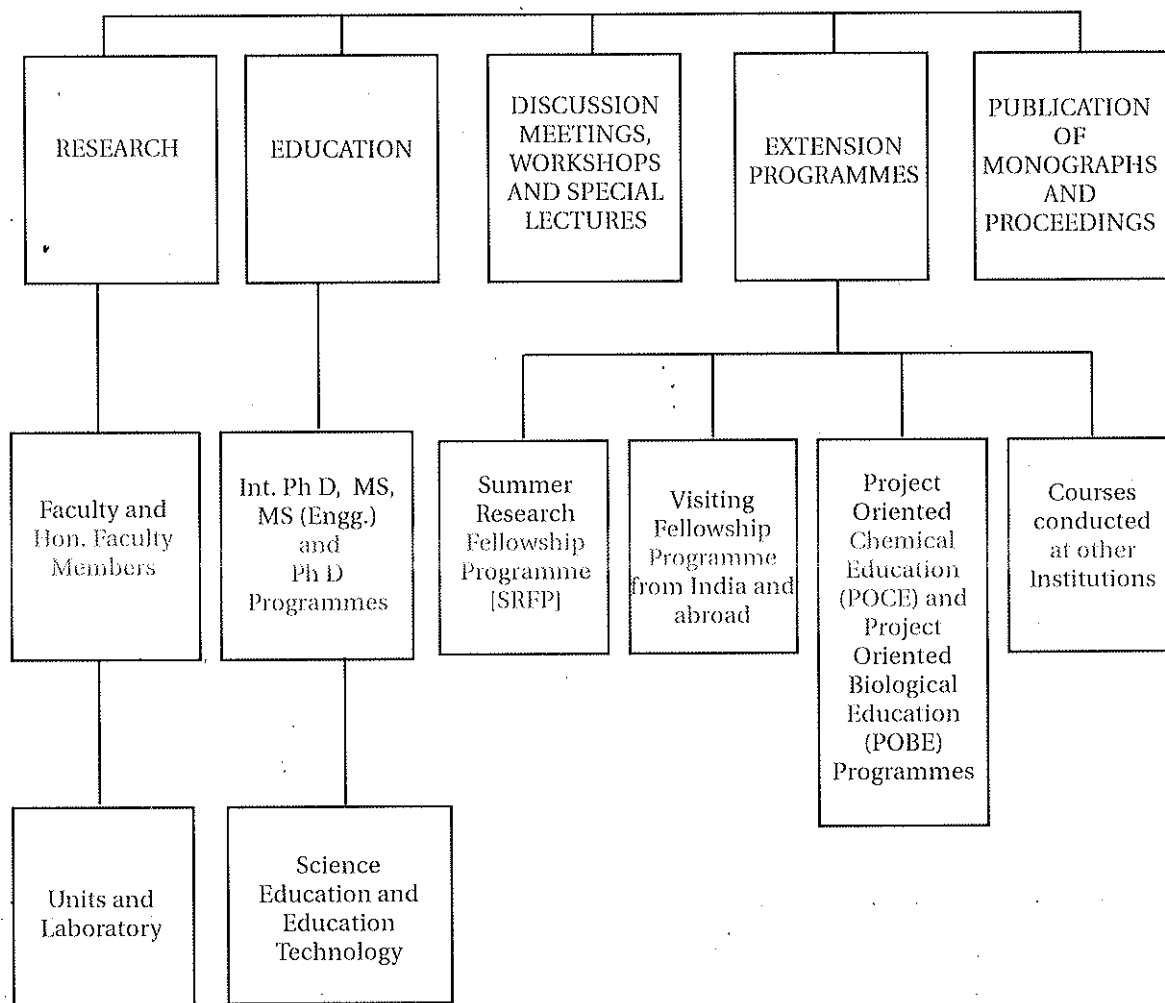 RESEARCH
EDUCATION
DISCUSSION
MEETINGS,
WORKSHOPS
AND SPECIAL
LECTURES
EXTENSION
PROGRAMMES
PUBLICATION
OF
MONOGRAPHS
AND
PROCEEDINGS
Faculty and
Hon. Faculty
Members
Int. Ph D, MS,
MS (Engg.)
and
Ph D
Programmes
Summer
Research
Fellowship
Programme
[SRFP]
Visiting
Fellowship
Programme
from India and
abroad
Project
Oriented
Chemical
Education
(POCE) and
Project
Oriented
Biological
Education
(POBE)
Programmes
Courses
conducted
at other
Institutions
Units and
Laboratory
Science
Education and
Education
Technology